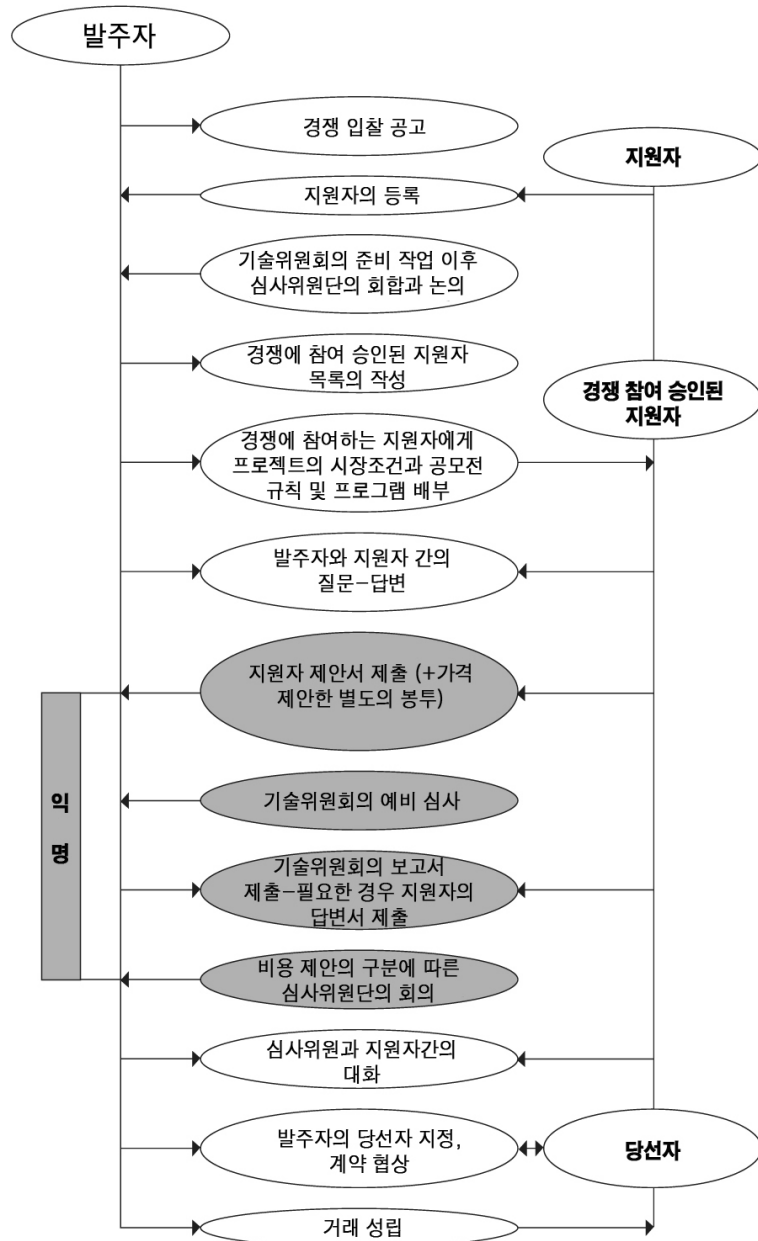 발주자
경쟁 입찰 공고
지원자
지원자의 등록
기술위원회의 준비 작업 이후
심사위원단의 회합과 논의
경쟁에 참여 승인된 지원자
목록의 작성
경쟁 참여 승인된
지원자
경쟁에 참여하는 지원자에게
프로젝트의 시장조건과 공모전
규칙 및 프로그램 배부
발주자와 지원자 간의
질문–답변
지원자 제안서 제출 (+가격
제안한 별도의 봉투)
익
명
기술위원회의 예비 심사
기술위원회의 보고서
제출–필요한 경우 지원자의
답변서 제출
비용 제안의 구분에 따른
심사위원단의 회의
심사위원과 지원자간의
대화
발주자의 당선자 지정,
계약 협상
당선자
거래 성립